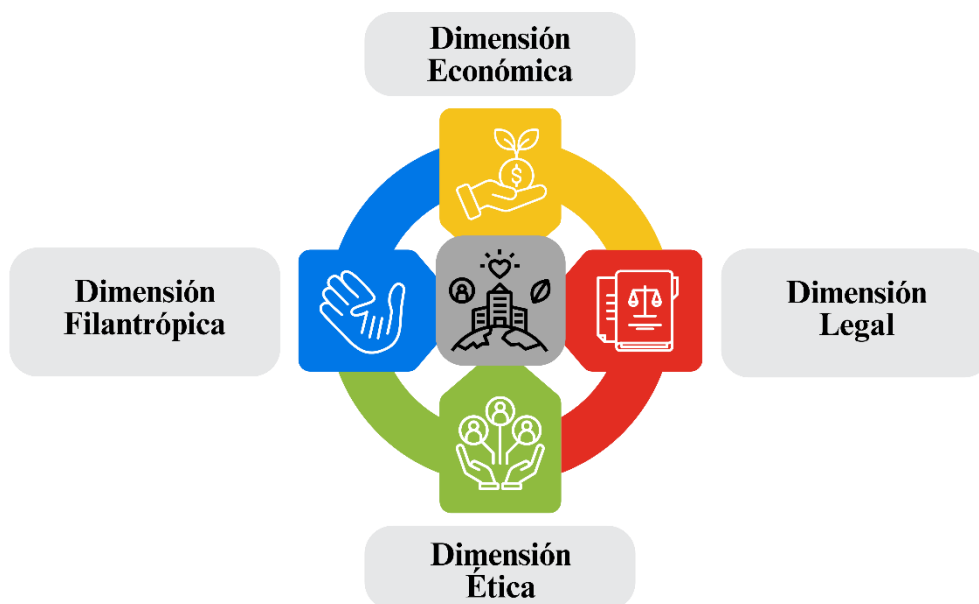 Dimensión
Económica
$
Dimensión
Filantrópica
Dimensión
Legal
Dimensión
Ética